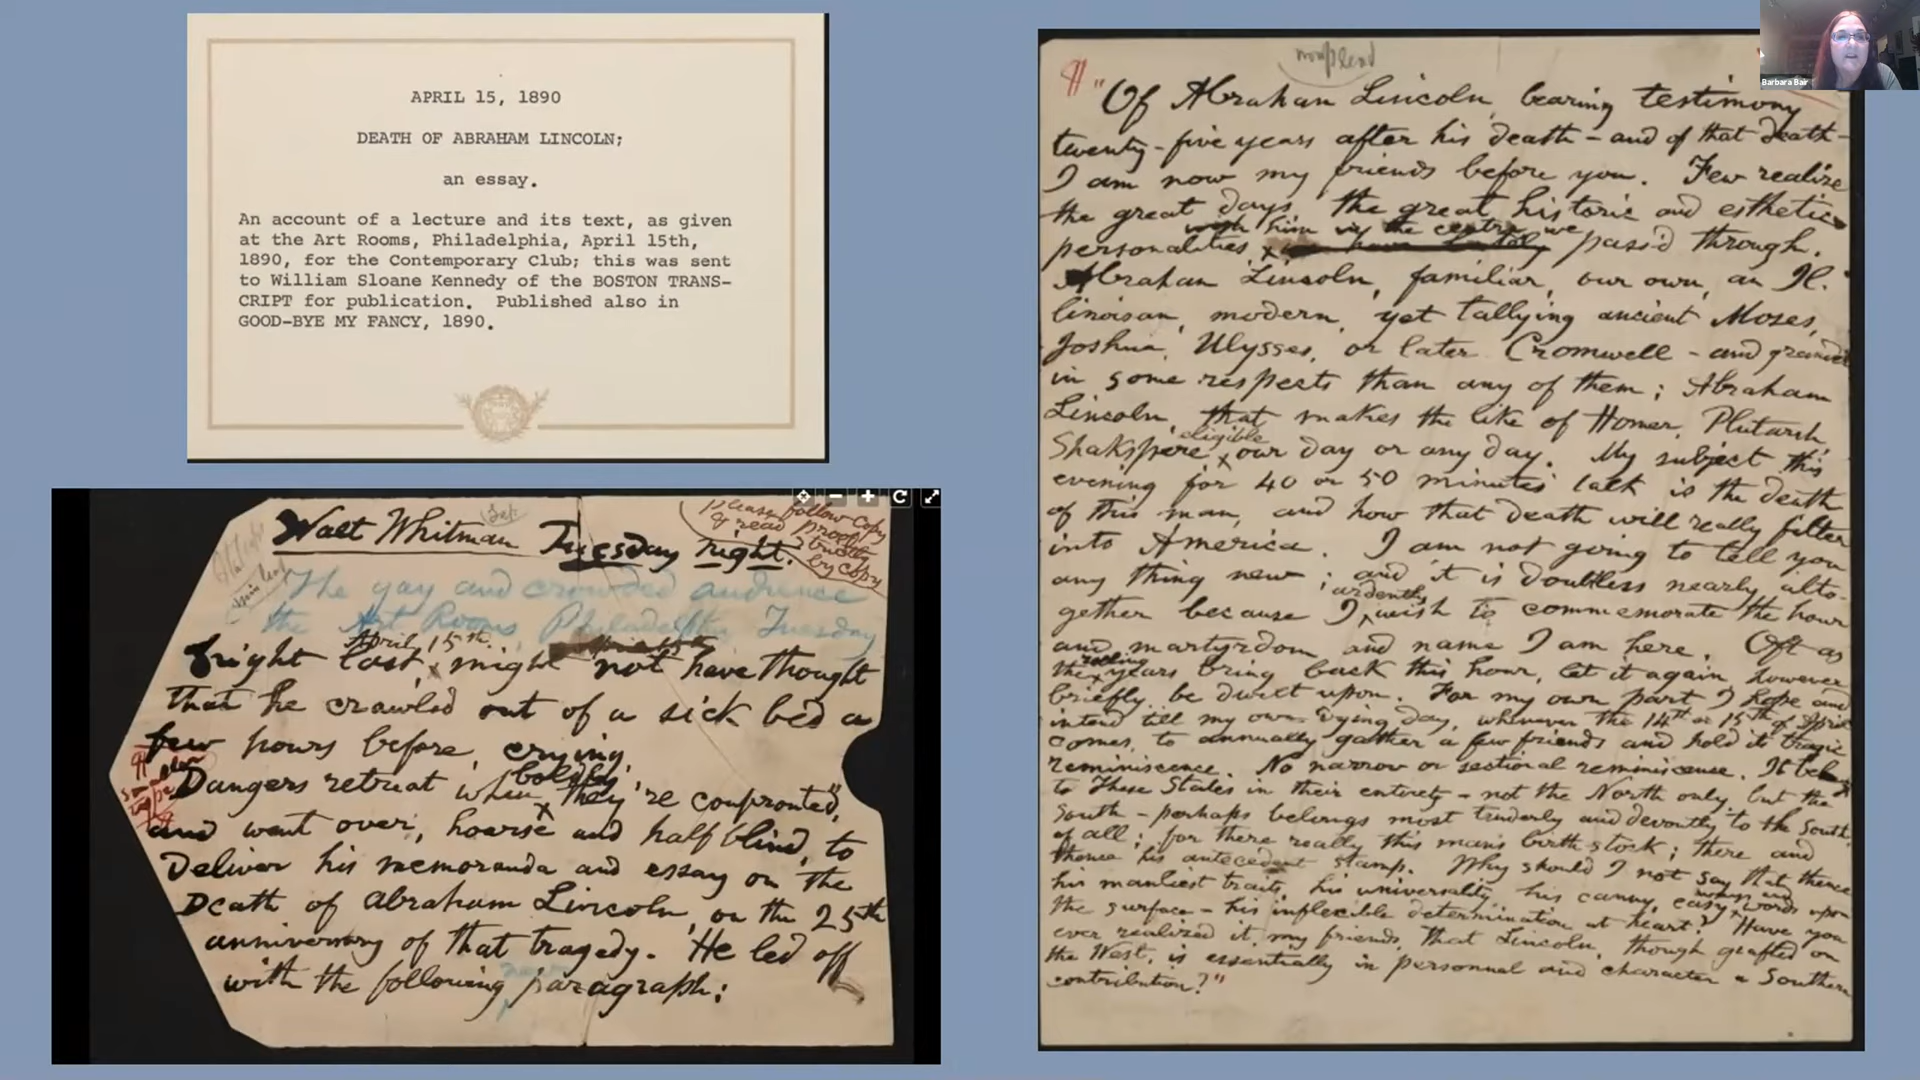 APRIL 15, 1890
DEATH OF ABRAHAM LINCOLN;
an essay.
An account of a lecture and its text, as given
at the Art Rooms, Philadelphia, April 15th,
1890, for the Contemporary Club; this was sent
to William Sloane Kennedy of the BOSTON TRANS-
CRIPT for publication. Published also in
GOOD-BYE MY FANCY, 1890.
Walt Whitman Tuesday night.
please follow copy
& read proof
by copy
The gay and crowded audience
the Art Rooms, Philadelphia, Tuesday
April 15th
night last, might not have thought
that he crawled out of a sick bed a
few hours before, crying,
boldly
Dangers retreat when they're confronted,"
and went over, hoarse and half blind, to
deliver his memoranda and essay on the
Death of Abraham Lincoln, on the 25th
anniversary of that tragedy. He led off
with the following paragraph:
nonp lead
¶ "Of Abraham Lincoln, bearing testimony
twenty-five years after his death - and of that death -
I am now my friends before you. Few realize
the great days, the great historic and esthetic
with him in the centre we
personalities, pass'd through.
Abraham Lincoln, familiar, our own, an Il-
linoisan, modern, yet tallying ancient Moses,
Joshua, Ulysses, or later Cromwell - and grander
in some respects than any of them; Abraham
Lincoln, that makes the like of Homer, Plutarch,
eligible
Shakspere, our day or any day. My subject this
evening for 40 or 50 minutes' talk is the death
of this man, and how that death will really filter
into America. I am not going to tell you
any thing new; and it is doubtless nearly alto-
ardently
gether because I wish to commemorate the hour
and martyrdom and name I am here. Oft as
rolling
the years bring back this hour, let it again, however
briefly, be dwelt upon. For my own part I hope and
intend till my own dying day, whenever the 14th or 15th of April
comes, to annually gather a few friends and hold its tragic
reminiscence. No narrow or sectional reminiscence. It belongs
to These States in their entirety - not the North only, but the
South - perhaps belongs most tenderly and devoutly to the South,
of all; for there really this man's birth stock; there and
thence his antecedent stamp. Why should I not say that thence
his manliest traits, his universality, his canny, easy ways and words upon
the surface - his inflexible determination at heart? Have you
ever realized it, my friends, that Lincoln, though grafted on
the West, is essentially in personnel and character a Southern
contribution?"
Barbara Bair